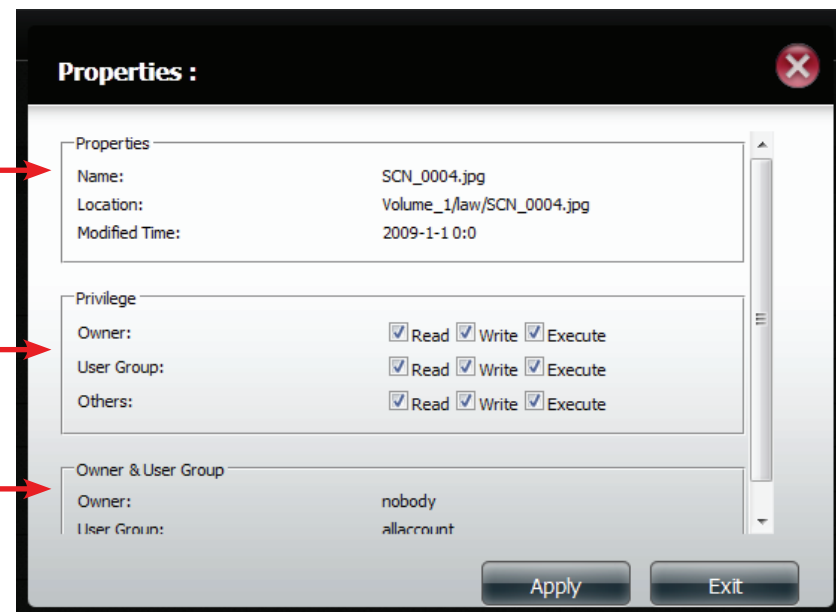 Properties :
Properties
Name: SCN_0004.jpg
Location: Volume_1/law/SCN_0004.jpg
Modified Time: 2009-1-1 0:0
Privilege
Owner: Read Write Execute
User Group: Read Write Execute
Others: Read Write Execute
Owner & User Group
Owner: nobody
User Group: allaccount
Apply Exit